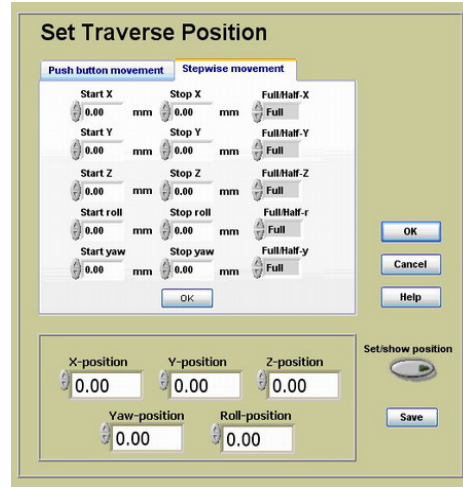 Set Traverse Position
Push button movement Stepwise movement
Start X Stop X Full/Half-X
0.00 mm 0.00 mm Full
Start Y Stop Y Full/Half-Y
0.00 mm 0.00 mm Full
Start Z Stop Z Full/Half-Z
0.00 mm 0.00 mm Full
Start roll Stop roll Full/Half-r
0.00 mm 0.00 mm Full
Start yaw Stop yaw Full/Half-y
0.00 mm 0.00 mm Full
OK
OK
Cancel
Help
X-position Y-position Z-position
0.00 0.00 0.00
Yaw-position Roll-position
0.00 0.00
Set/show position
Save